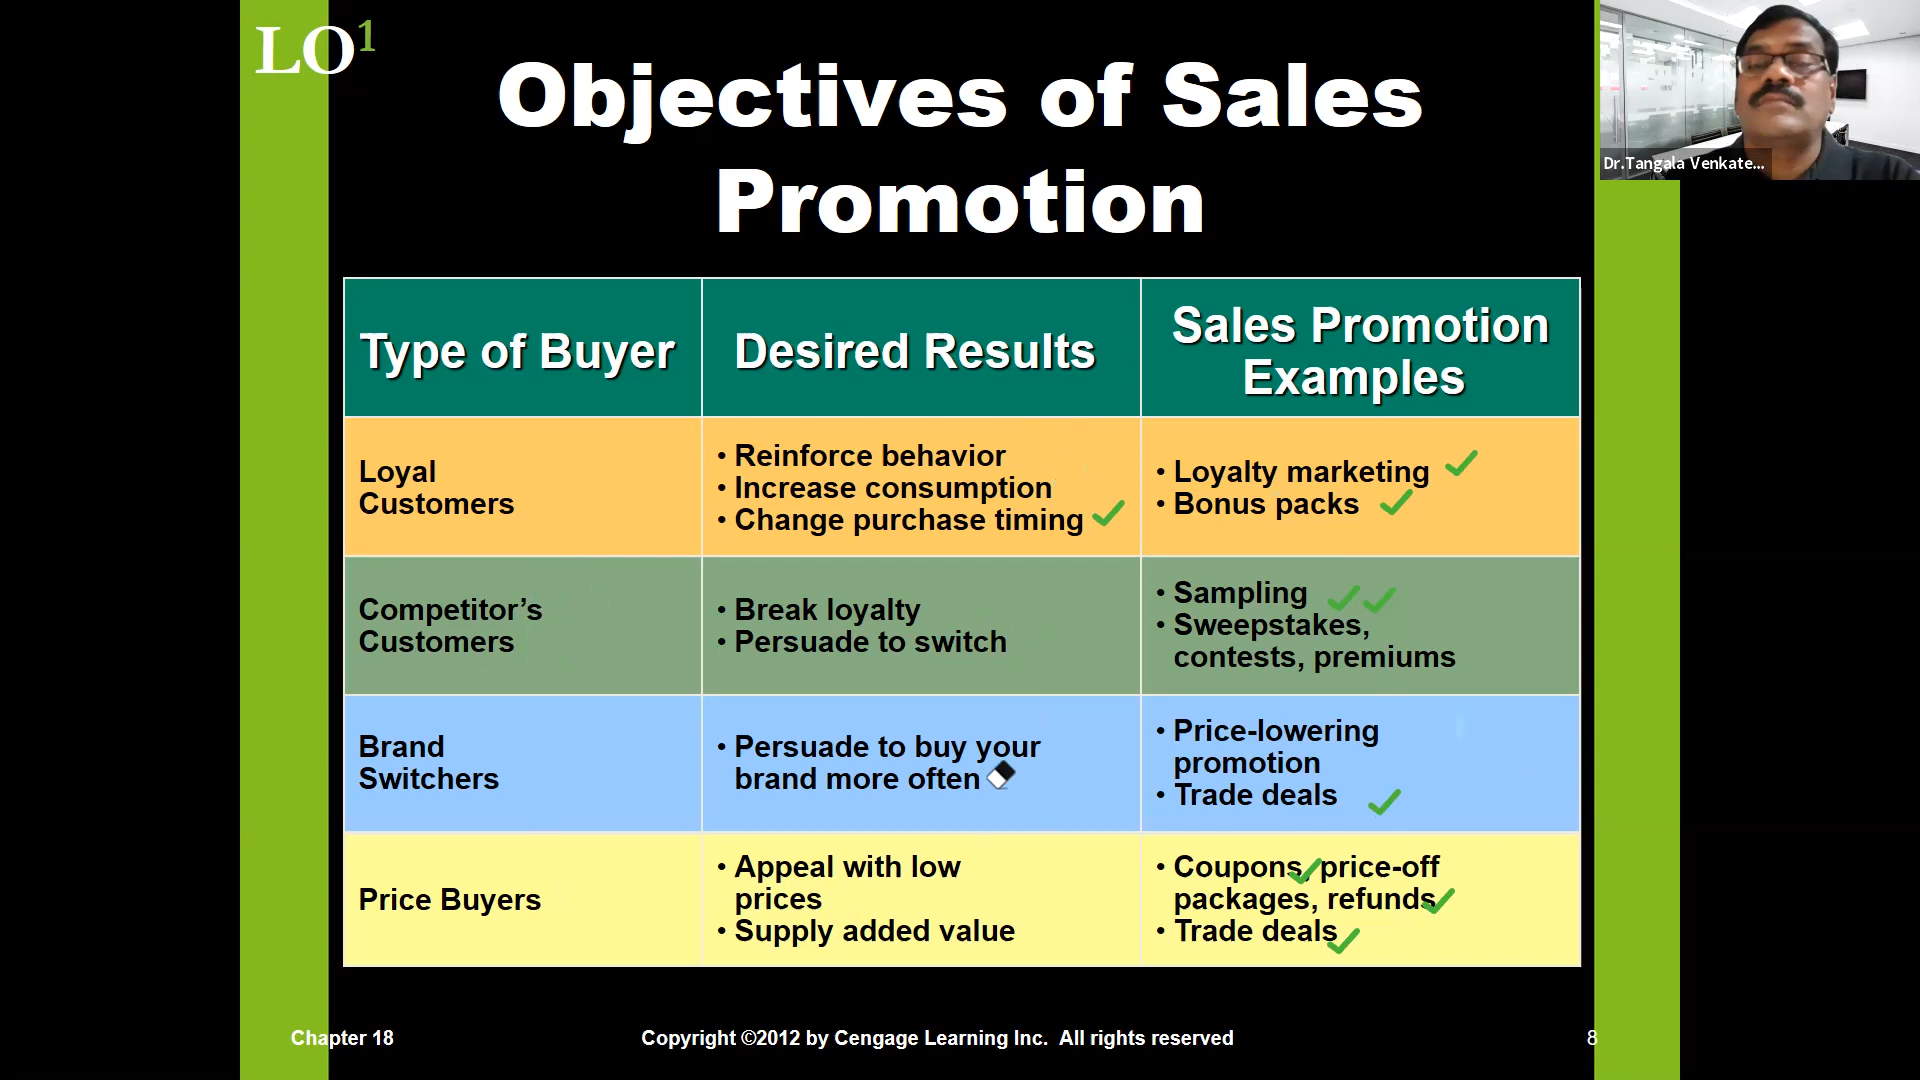 LO1
Objectives of Sales
Promotion
Dr.Tangala Venkate...
Type of Buyer
Desired Results
Sales Promotion
Examples
Loyal
Customers
• Reinforce behavior
• Increase consumption
• Change purchase timing
• Loyalty marketing
• Bonus packs
Competitor’s
Customers
• Break loyalty
• Persuade to switch
• Sampling
• Sweepstakes,
contests, premiums
Brand
Switchers
• Persuade to buy your
brand more often
• Price-lowering
promotion
• Trade deals
Price Buyers
• Appeal with low
prices
• Supply added value
• Coupons, price-off
packages, refunds
• Trade deals
Chapter 18
Copyright ©2012 by Cengage Learning Inc.  All rights reserved
8